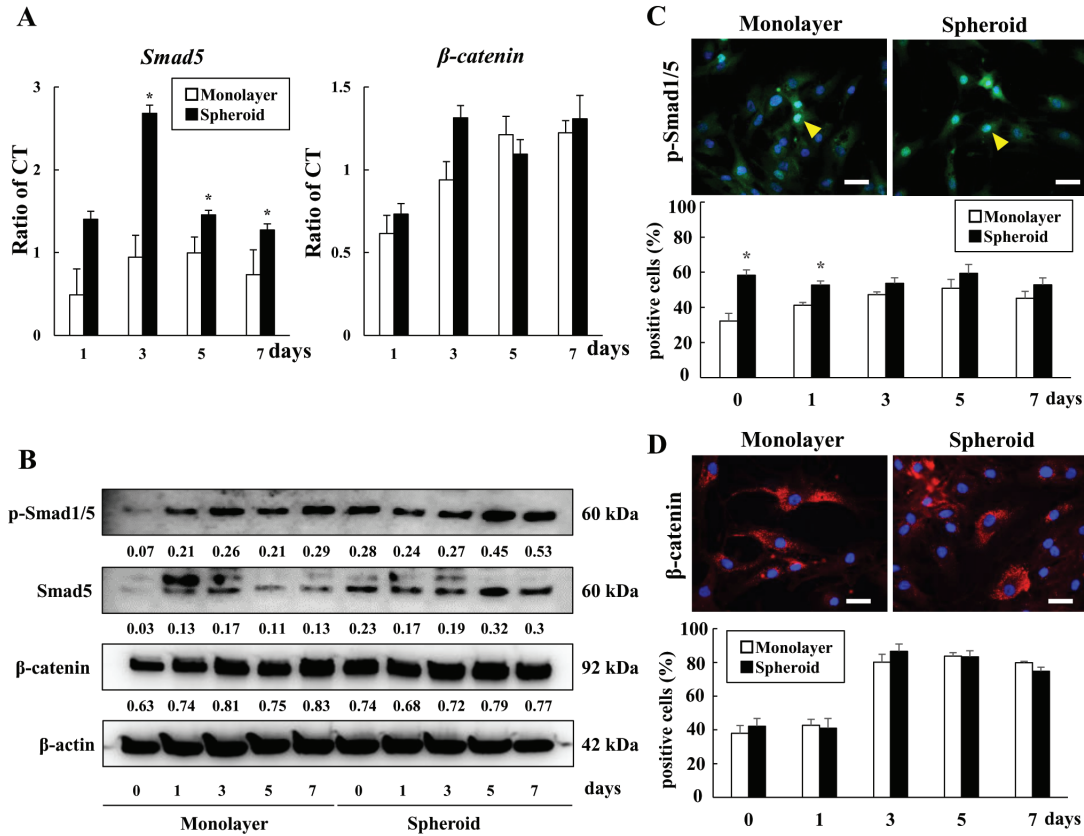 A
Smad5
β-catenin
3
2
1
0
Ratio of CT
Monolayer
Spheroid
*
*
*
1 3 5 7 days
1.5
1
0.5
0
Ratio of CT
1 3 5 7 days
B
p-Smad1/5
60 kDa
0.07 0.21 0.26 0.21 0.29 0.28 0.24 0.27 0.45 0.53
Smad5
60 kDa
0.03 0.13 0.17 0.11 0.13 0.23 0.17 0.19 0.32 0.3
β-catenin
92 kDa
0.63 0.74 0.81 0.75 0.83 0.74 0.68 0.72 0.79 0.77
β-actin
42 kDa
0 1 3 5 7 0 1 3 5 7 days
Monolayer Spheroid
C
Monolayer Spheroid
p-Smad1/5
100
80
60
40
20
0
positive cells (%)
Monolayer
Spheroid
*
*
0 1 3 5 7 days
D
Monolayer Spheroid
β-catenin
100
80
60
40
20
0
positive cells (%)
Monolayer
Spheroid
0 1 3 5 7 days